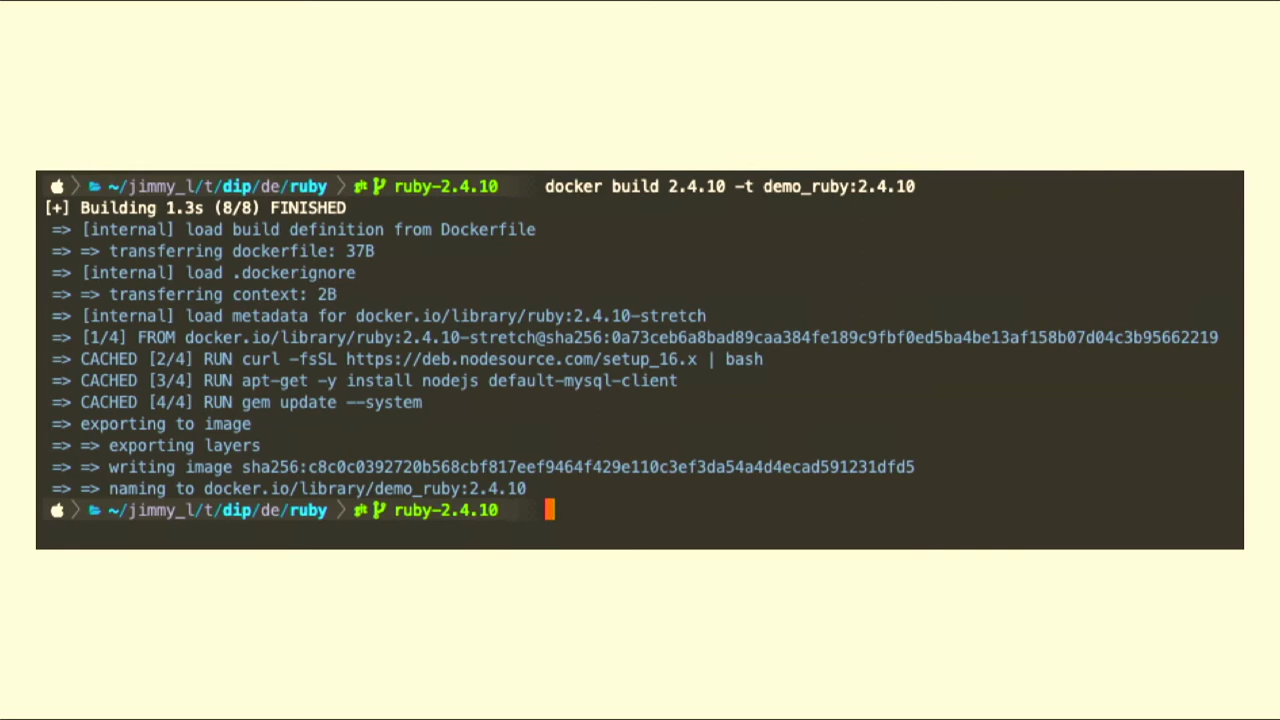 ~/jimmy_l/t/dip/de/ruby ruby-2.4.10 docker build 2.4.10 -t demo_ruby:2.4.10
[+] Building 1.3s (8/8) FINISHED
=> [internal] load build definition from Dockerfile
=> => transferring dockerfile: 37B
=> [internal] load .dockerignore
=> => transferring context: 2B
=> [internal] load metadata for docker.io/library/ruby:2.4.10-stretch
=> [1/4] FROM docker.io/library/ruby:2.4.10-stretch@sha256:0a73ceb6a8bad89caa384fe189c9fbf0ed5ba4be13af158b07d04c3b95662219
=> CACHED [2/4] RUN curl -fsSL https://deb.nodesource.com/setup_16.x | bash
=> CACHED [3/4] RUN apt-get -y install nodejs default-mysql-client
=> CACHED [4/4] RUN gem update --system
=> exporting to image
=> => exporting layers
=> => writing image sha256:c8c0c0392720b568cbf817eef9464f429e110c3ef3da54a4d4ecad591231dfd5
=> => naming to docker.io/library/demo_ruby:2.4.10
~/jimmy_l/t/dip/de/ruby ruby-2.4.10